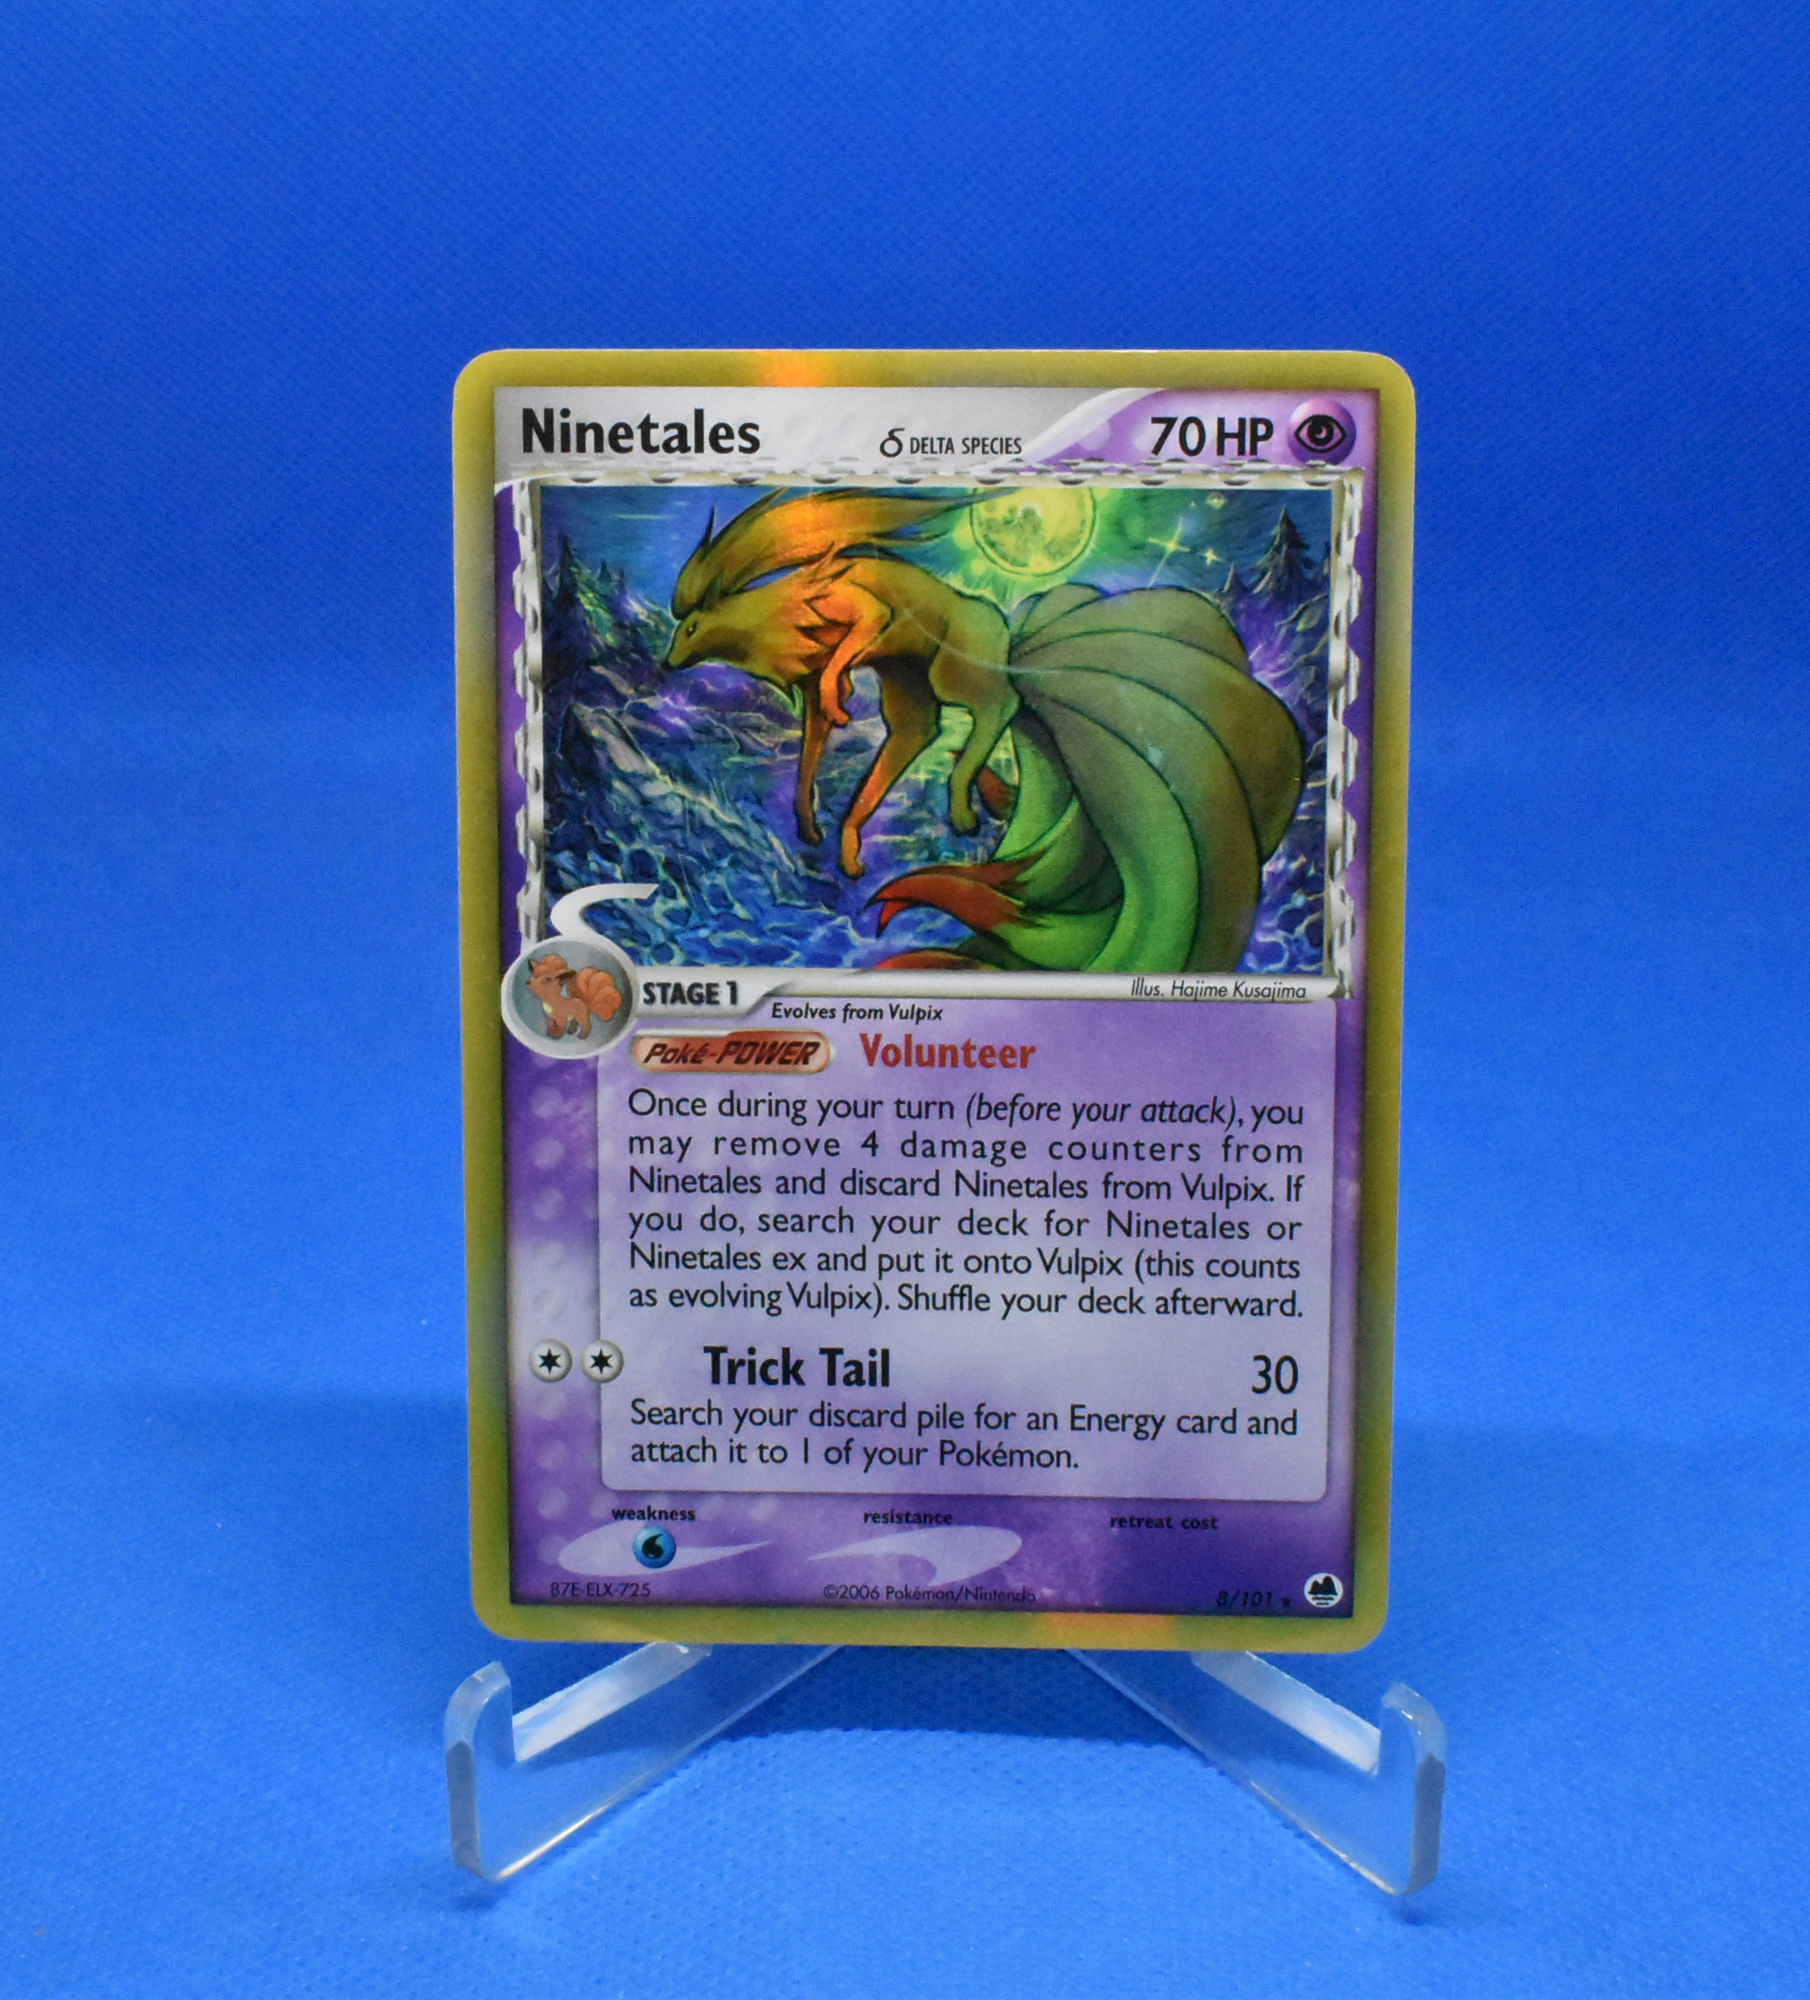 Ninetales δ DELTA SPECIES 70 HP
STAGE 1
Illus. Hajime Kusajima
Evolves from Vulpix
Poké-POWER Volunteer
Once during your turn (before your attack), you
may remove 4 damage counters from
Ninetales and discard Ninetales from Vulpix. If
you do, search your deck for Ninetales or
Ninetales ex and put it onto Vulpix (this counts
as evolving Vulpix). Shuffle your deck afterward.
Trick Tail 30
Search your discard pile for an Energy card and
attach it to 1 of your Pokémon.
weakness resistance retreat cost
87E-ELX-725 ©2006 Pokémon/Nintendo 8/101 ★